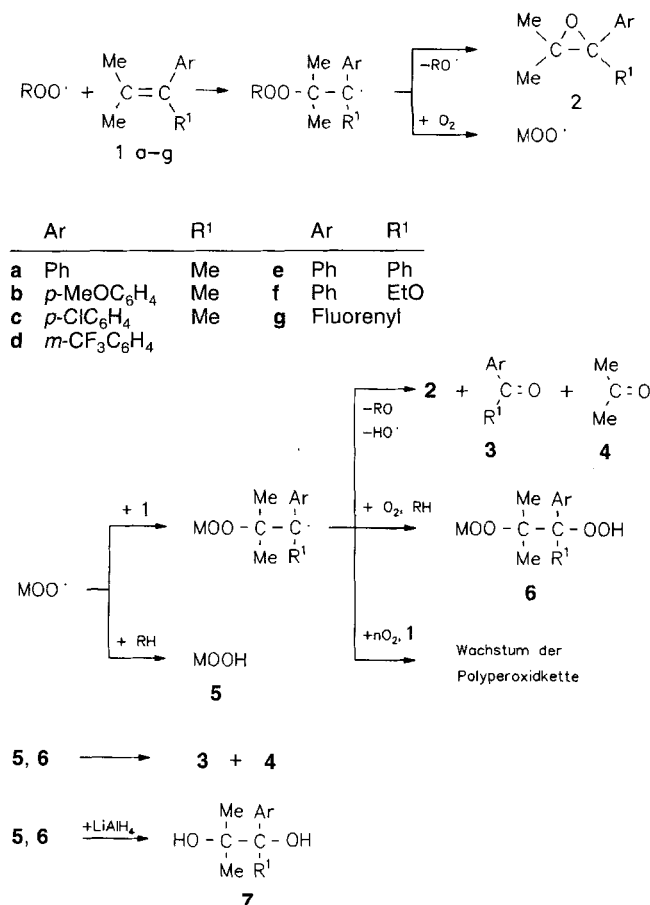 O
Me Me Ar Me Ar
Ar
ROO· + C = C → ROO - C - C · −RO· C - C
Me R¹ Me R¹ Me R¹
+ O₂ 2
1 a-g MOO·
Ar R¹ Ar R¹
a Ph Me e Ph Ph
b p-MeOC₆H₄ Me f Ph EtO
c p-ClC₆H₄ Me g Fluorenyl
d m-CF₃C₆H₄
Ar Me
−RO 2 + C=O + C=O
−HO· R¹ Me
3 4
Me Ar Me Ar
+ 1 MOO - C - C · + O₂, RH MOO - C - C - OOH
Me R¹ Me R¹
MOO· 6
+ RH MOOH +nO₂, 1 Wachstum der
5 Polyperoxidkette
5, 6 → 3 + 4
Me Ar
5, 6 +LiAlH₄ HO - C - C - OH
Me R¹
7